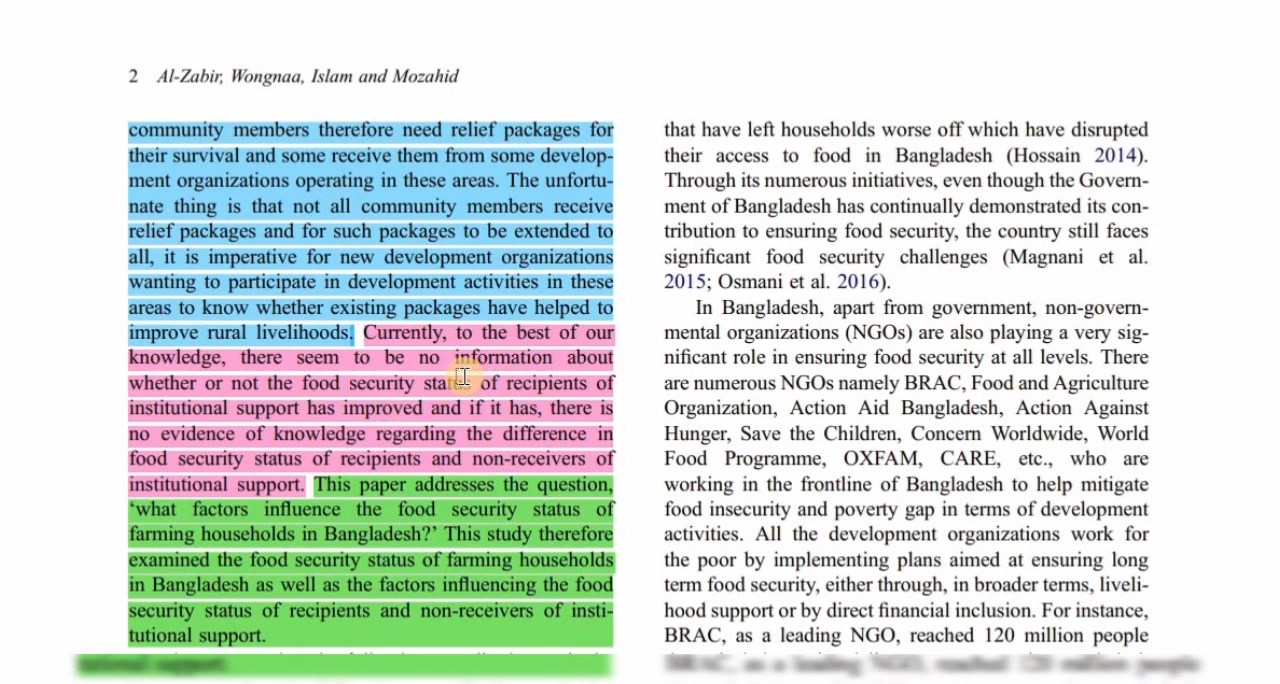 2 Al-Zabir, Wongnaa, Islam and Mozahid
community members therefore need relief packages for
their survival and some receive them from some develop-
ment organizations operating in these areas. The unfortu-
nate thing is that not all community members receive
relief packages and for such packages to be extended to
all, it is imperative for new development organizations
wanting to participate in development activities in these
areas to know whether existing packages have helped to
improve rural livelihoods. Currently, to the best of our
knowledge, there seem to be no information about
whether or not the food security status of recipients of
institutional support has improved and if it has, there is
no evidence of knowledge regarding the difference in
food security status of recipients and non-receivers of
institutional support. This paper addresses the question,
‘what factors influence the food security status of
farming households in Bangladesh?’ This study therefore
examined the food security status of farming households
in Bangladesh as well as the factors influencing the food
security status of recipients and non-receivers of insti-
tutional support.
that have left households worse off which have disrupted
their access to food in Bangladesh (Hossain 2014).
Through its numerous initiatives, even though the Govern-
ment of Bangladesh has continually demonstrated its con-
tribution to ensuring food security, the country still faces
significant food security challenges (Magnani et al.
2015; Osmani et al. 2016).
In Bangladesh, apart from government, non-govern-
mental organizations (NGOs) are also playing a very sig-
nificant role in ensuring food security at all levels. There
are numerous NGOs namely BRAC, Food and Agriculture
Organization, Action Aid Bangladesh, Action Against
Hunger, Save the Children, Concern Worldwide, World
Food Programme, OXFAM, CARE, etc., who are
working in the frontline of Bangladesh to help mitigate
food insecurity and poverty gap in terms of development
activities. All the development organizations work for
the poor by implementing plans aimed at ensuring long
term food security, either through, in broader terms, liveli-
hood support or by direct financial inclusion. For instance,
BRAC, as a leading NGO, reached 120 million people